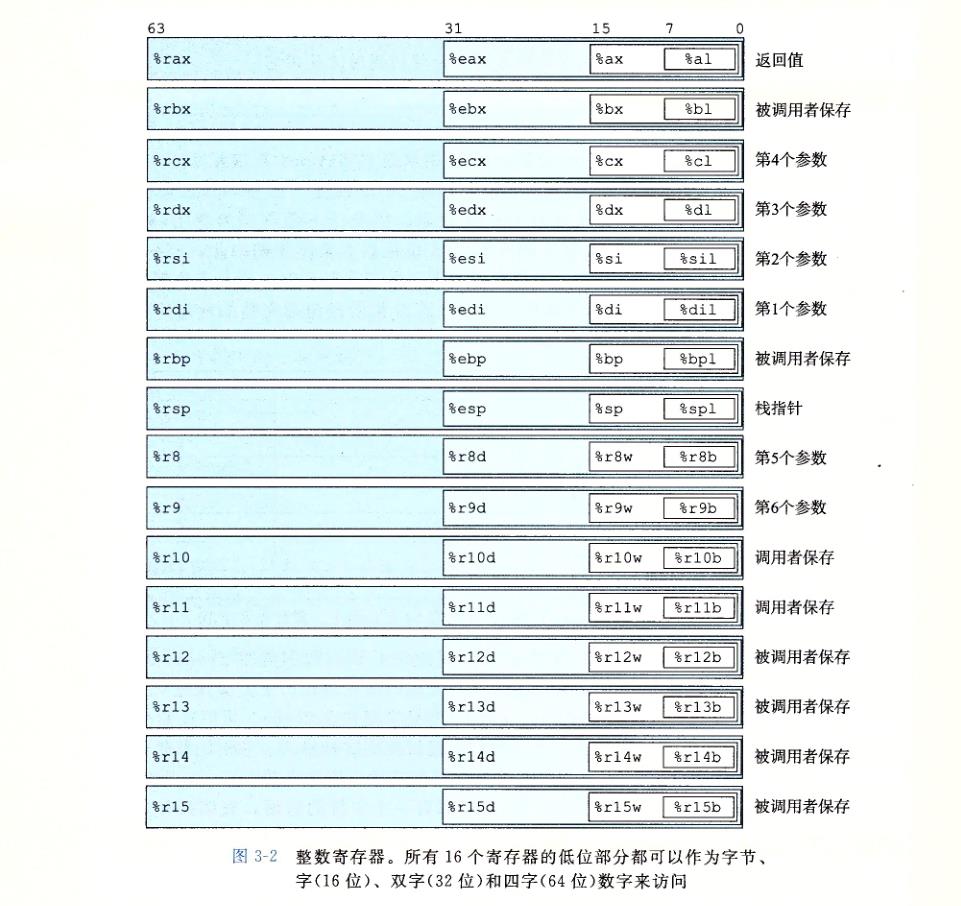 63 31 15 7 0
%rax %eax %ax %al 返回值
%rbx %ebx %bx %bl 被调用者保存
%rcx %ecx %cx %cl 第4个参数
%rdx %edx %dx %dl 第3个参数
%rsi %esi %si %sil 第2个参数
%rdi %edi %di %dil 第1个参数
%rbp %ebp %bp %bpl 被调用者保存
%rsp %esp %sp %spl 栈指针
%r8 %r8d %r8w %r8b 第5个参数
%r9 %r9d %r9w %r9b 第6个参数
%r10 %r10d %r10w %r10b 调用者保存
%r11 %r11d %r11w %r11b 调用者保存
%r12 %r12d %r12w %r12b 被调用者保存
%r13 %r13d %r13w %r13b 被调用者保存
%r14 %r14d %r14w %r14b 被调用者保存
%r15 %r15d %r15w %r15b 被调用者保存
图 3-2 整数寄存器。所有 16 个寄存器的低位部分都可以作为字节、
字(16 位)、双字(32 位)和四字(64 位)数字来访问